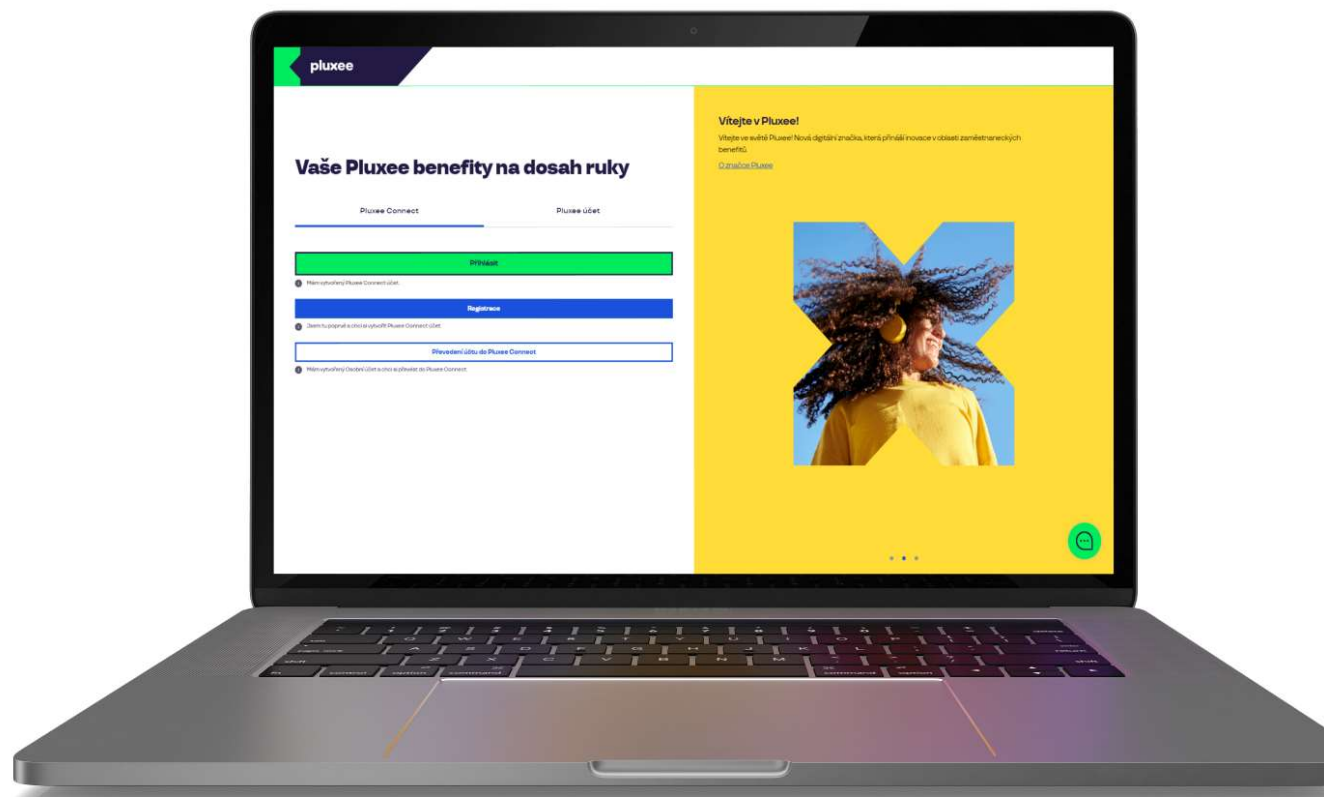 pluxee
Vaše Pluxee benefity na dosah ruky
Pluxee Connect
Pluxee účet
Přihlásit
Mám vytvořený Pluxee Connect účet
Registrace
Jsem tu poprvé a chci si vytvořit Pluxee Connect účet
Převedení účtu do Pluxee Connect
Mám vytvořený Osobní účet a chci si převést do Pluxee Connect
Vítejte v Pluxee!
Vítejte ve světě Pluxee! Nová digitální značka, která přináší inovace v oblasti zaměstnaneckých
benefitů.
O značce Pluxee